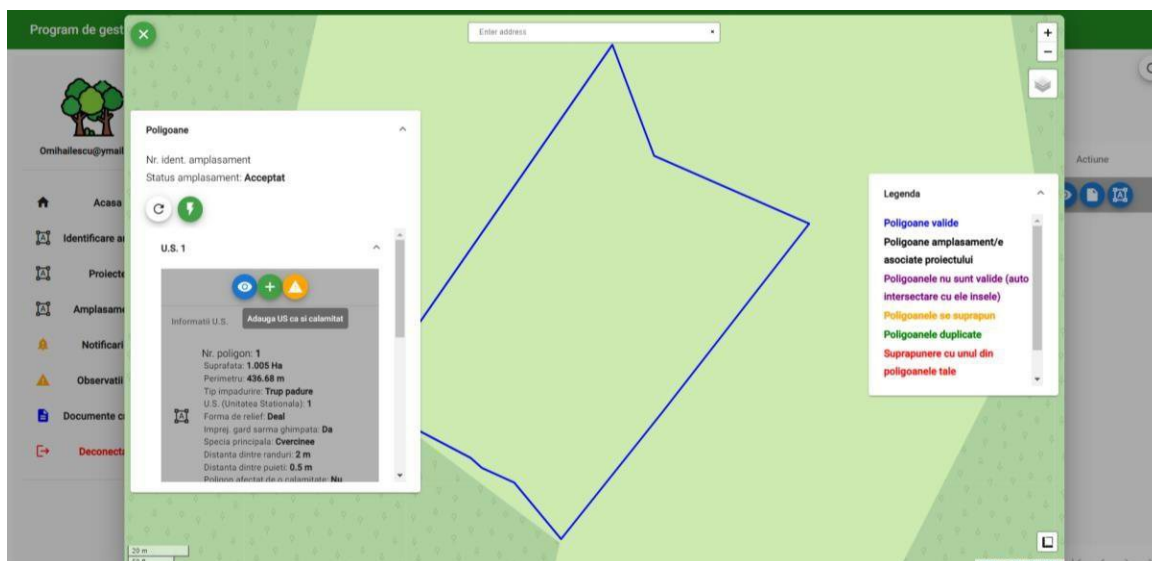 Program de gest
Omihailescu@ymail
Acasa
Identificare a
Proiecte
Amplasame
Notificari
Observatii
Documente c
Deconect
Enter address
+
−
Poligoane
Nr. ident. amplasament
Status amplasament: Acceptat
U.S. 1
Adauga US ca si calamitat
Informatii U.S.
Nr. poligon: 1
Suprafata: 1.005 Ha
Perimetru: 436.68 m
Tip impadurire: Trup padure
U.S. (Unitatea Stationala): 1
Forma de relief: Deal
Imprej. gard sarma ghimpata: Da
Specia principala: Cvercinee
Distanta dintre randuri: 2 m
Distanta dintre puieti: 0.5 m
Poligon afectat de o calamitate: Nu
20 m
Legenda
Poligoane valide
Poligoane amplasament/e
asociate proiectului
Poligoanele nu sunt valide (auto
intersectare cu ele insele)
Poligoanele se suprapun
Poligoanele duplicate
Suprapunere cu unul din
poligoanele tale
Actiune